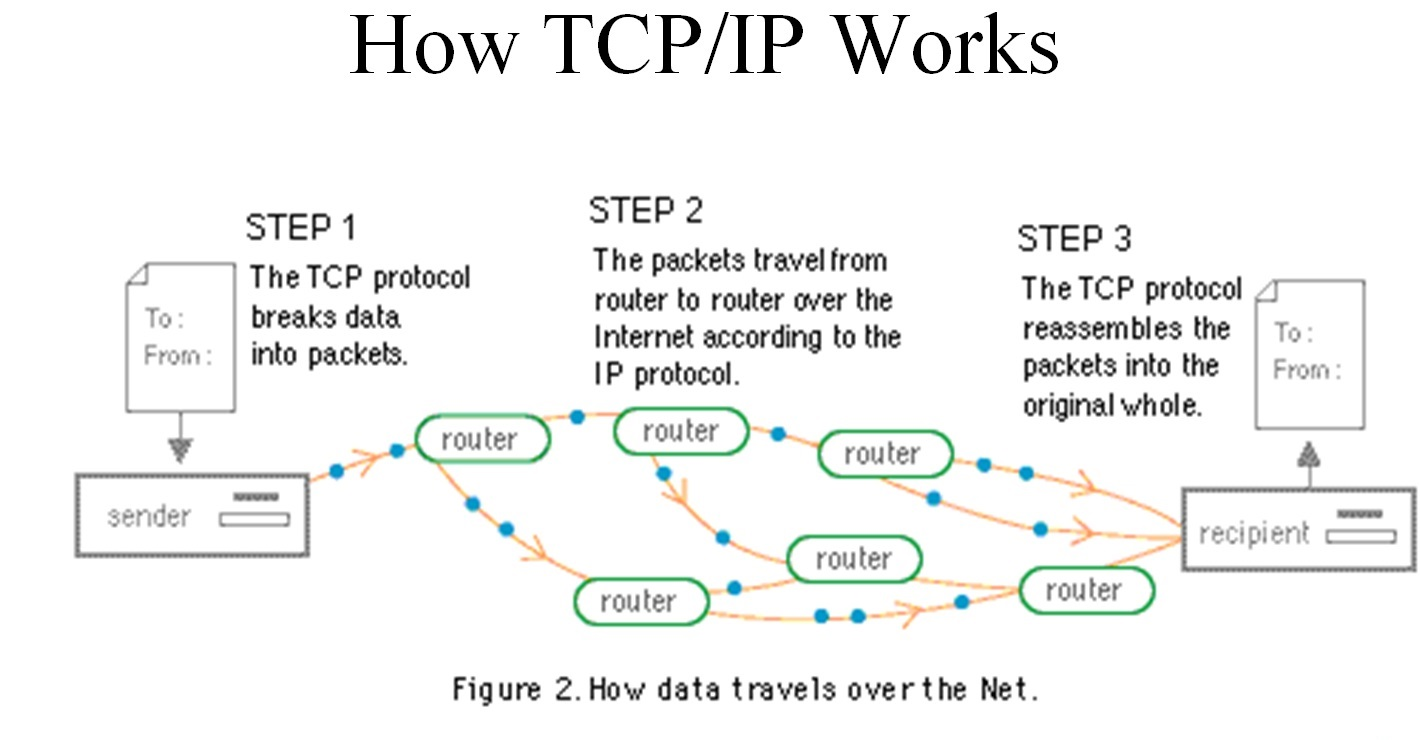 How TCP/IP Works
STEP 1
The TCP protocol
breaks data
into packets.
To:
From:
STEP 2
The packets travel from
router to router over the
Internet according to the
IP protocol.
STEP 3
The TCP protocol
reassembles the
packets into the
original whole.
To:
From:
router
router
router
sender
recipient
router
router
router
Figure 2. How data travels over the Net.